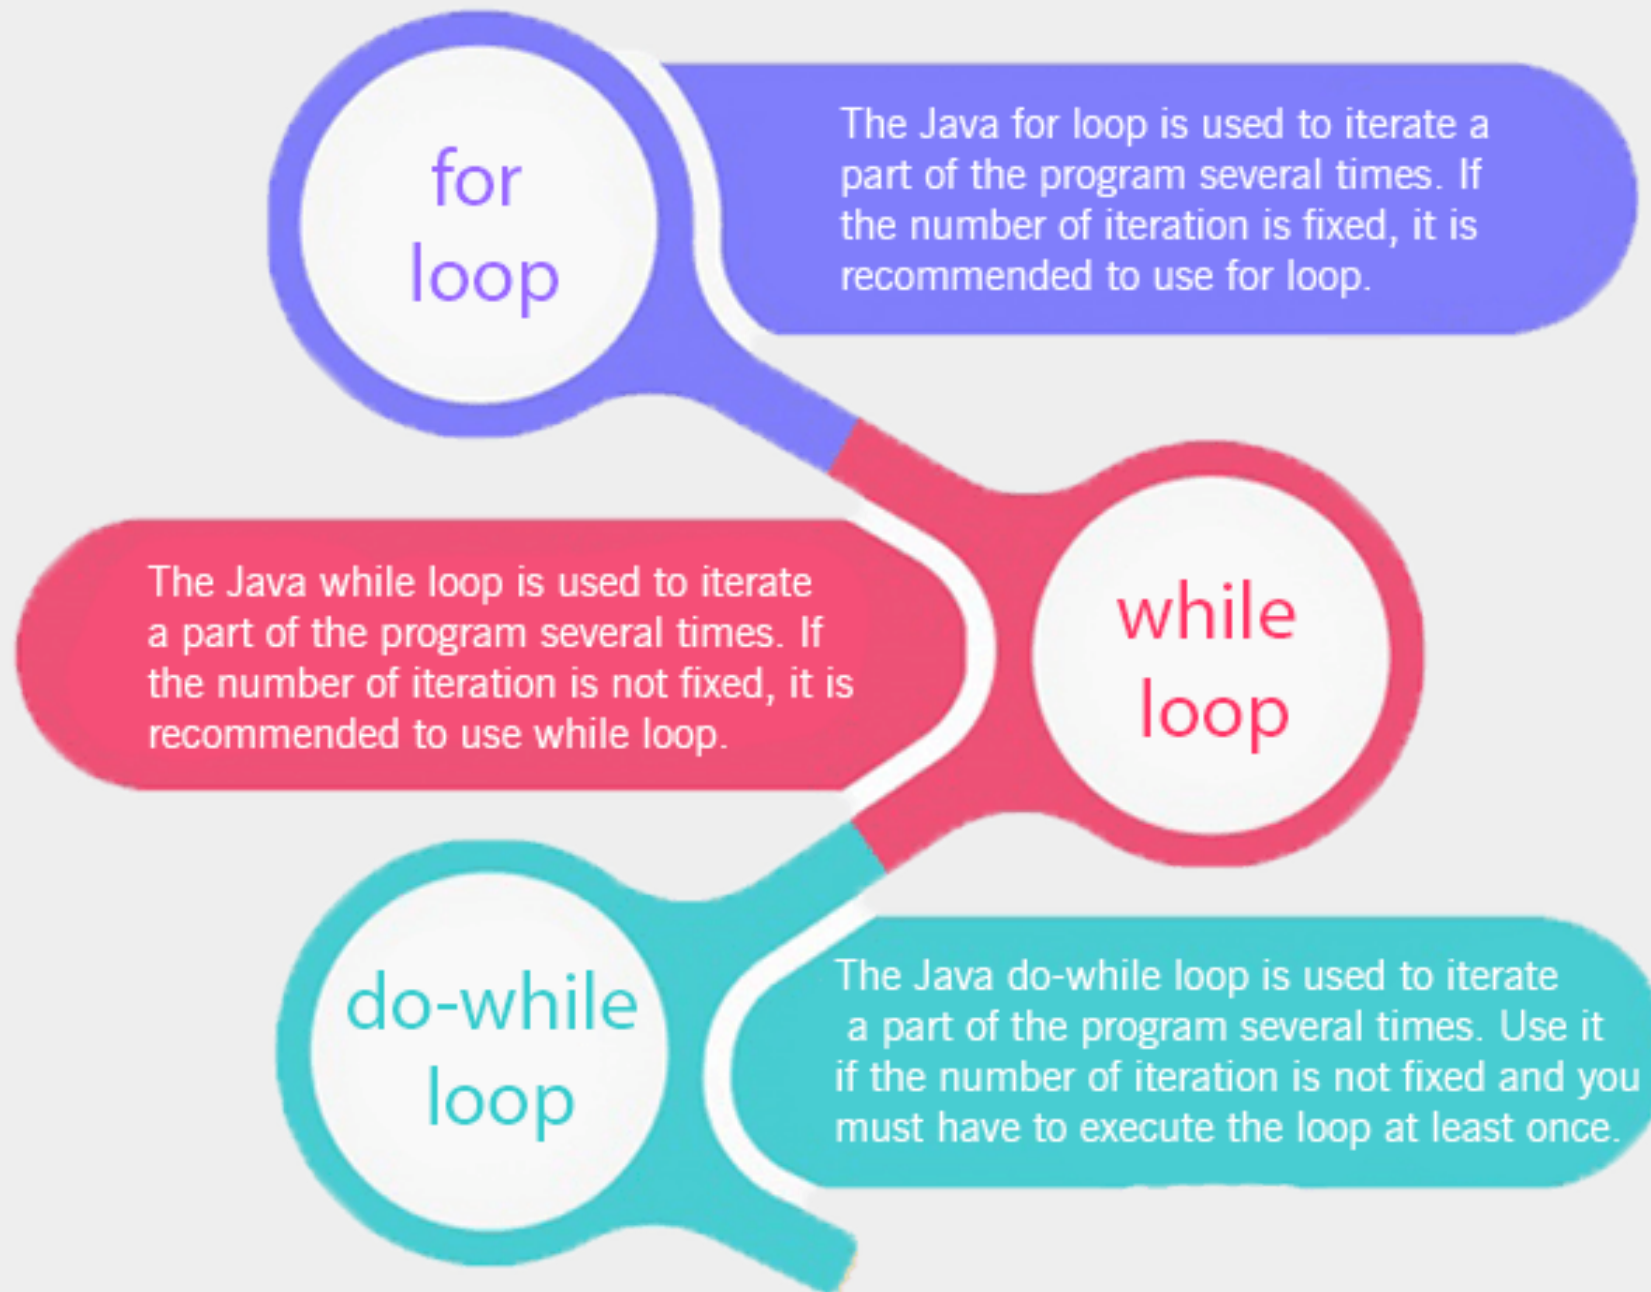 for
loop
The Java for loop is used to iterate a
part of the program several times. If
the number of iteration is fixed, it is
recommended to use for loop.
The Java while loop is used to iterate
a part of the program several times. If
the number of iteration is not fixed, it is
recommended to use while loop.
while
loop
do-while
loop
The Java do-while loop is used to iterate
a part of the program several times. Use it
if the number of iteration is not fixed and you
must have to execute the loop at least once.